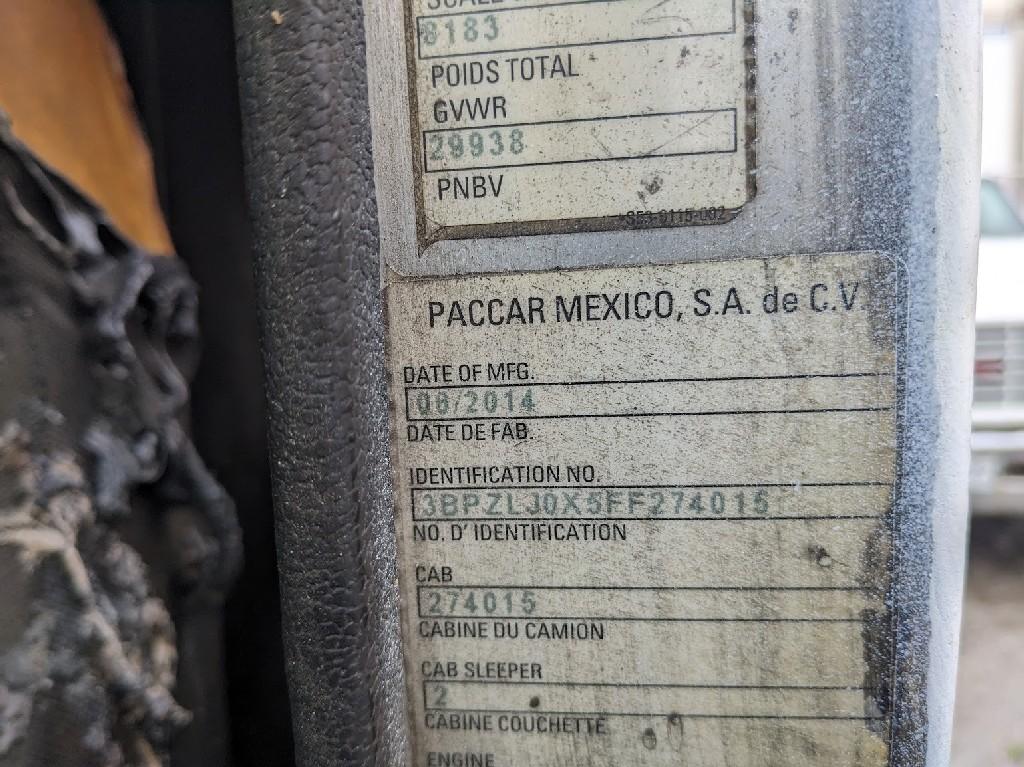 8183
POIDS TOTAL
GVWR
29938
PNBV
PACCAR MEXICO, S.A. de C.V.
DATE OF MFG.
06/2014
DATE DE FAB.
IDENTIFICATION NO.
3BPZLJ0X5FF274015
NO. D' IDENTIFICATION
CAB
274015
CABINE DU CAMION
CAB SLEEPER
2
CABINE COUCHETTE
ENGINE